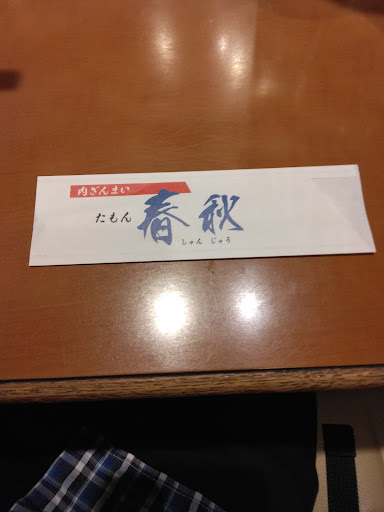 肉ざんまい
たもん 春秋
しゅん じゅう